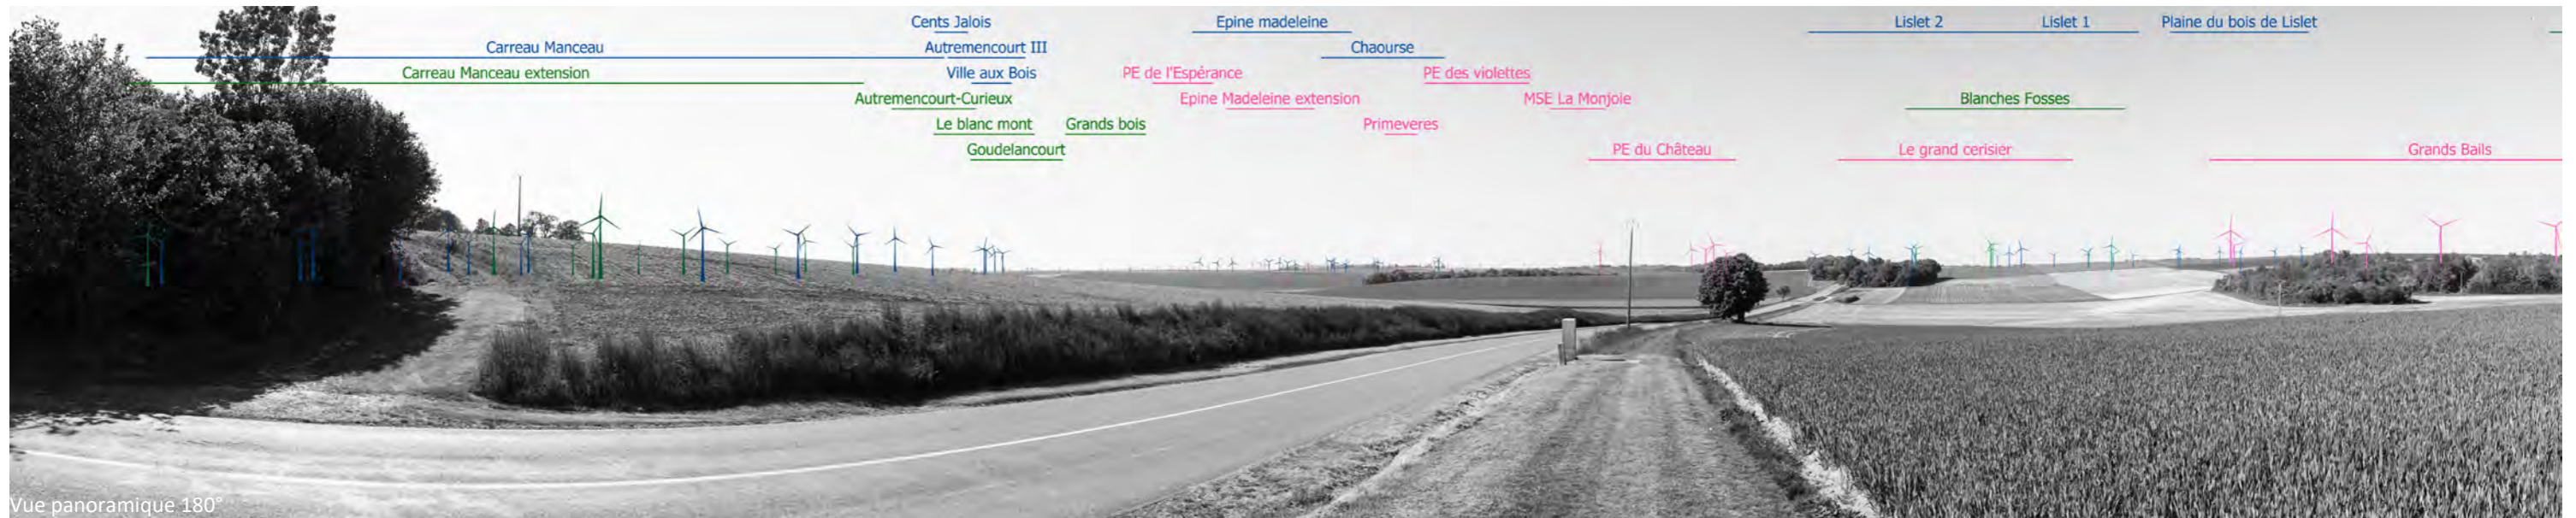 Cents Jalois
Epine madeleine
Lislet 2
Lislet 1
Plaine du bois de Lislet
Carreau Manceau
Autremencourt III
Chaourse
Carreau Manceau extension
Ville aux Bois
PE de l'Espérance
PE des violettes
Autremencourt-Curieux
Epine Madeleine extension
MSE La Monjoie
Blanches Fosses
Le blanc mont
Grands bois
Primeveres
Goudelancourt
PE du Château
Le grand cerisier
Grands Bails
Vue panoramique 180°